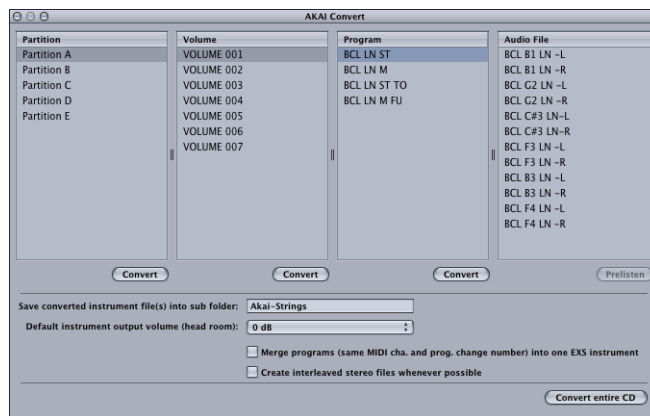 AKAI Convert
Partition
Partition A
Partition B
Partition C
Partition D
Partition E
Volume
VOLUME 001
VOLUME 002
VOLUME 003
VOLUME 004
VOLUME 005
VOLUME 006
VOLUME 007
Program
BCL LN ST
BCL LN M
BCL LN ST TO
BCL LN M FU
Audio File
BCL B1 LN -L
BCL B1 LN -R
BCL G2 LN -L
BCL G2 LN -R
BCL C#3 LN-L
BCL C#3 LN-R
BCL F3 LN -L
BCL F3 LN -R
BCL B3 LN -L
BCL B3 LN -R
BCL F4 LN -L
BCL F4 LN -R
Convert
Convert
Convert
Prelisten
Save converted instrument file(s) into sub folder: Akai-Strings
Default instrument output volume (head room): 0 dB
Merge programs (same MIDI cha. and prog. change number) into one EXS instrument
Create interleaved stereo files whenever possible
Convert entire CD